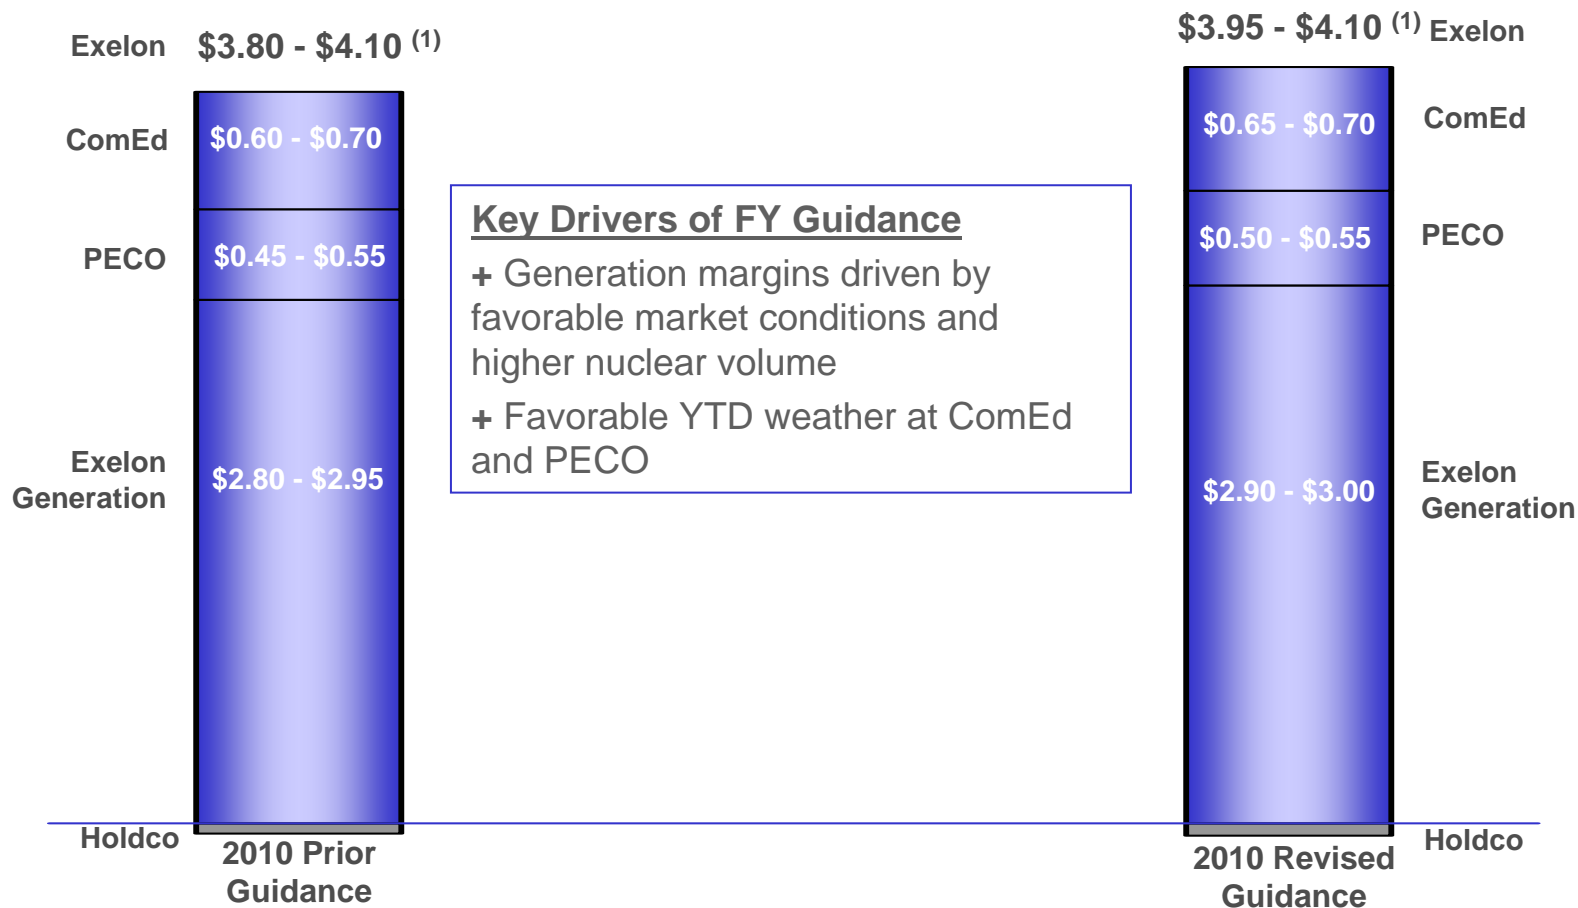 Exelon $3.80 - $4.10 (1)
ComEd $0.60 - $0.70
PECO $0.45 - $0.55
Exelon
Generation
$2.80 - $2.95
Holdco
2010 Prior
Guidance
Key Drivers of FY Guidance
+ Generation margins driven by
favorable market conditions and
higher nuclear volume
+ Favorable YTD weather at ComEd
and PECO
$3.95 - $4.10 (1) Exelon
$0.65 - $0.70 ComEd
$0.50 - $0.55 PECO
$2.90 - $3.00
Exelon
Generation
Holdco
2010 Revised
Guidance